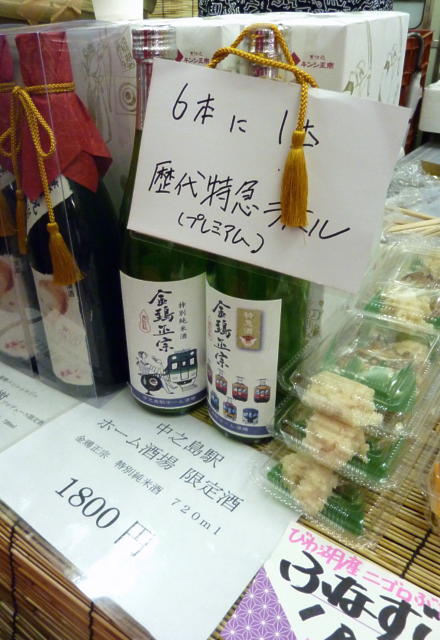 キンシ正宗
6本に 1本
歴代特急ラベル
(プレミアム)
特別純米酒
金鵄正宗
金鵄正宗
中之島駅
ホーム酒場 限定酒
金鵄正宗 特別純米酒 720ml
1800円
びわ湖産ニゴロぶ
ふなず